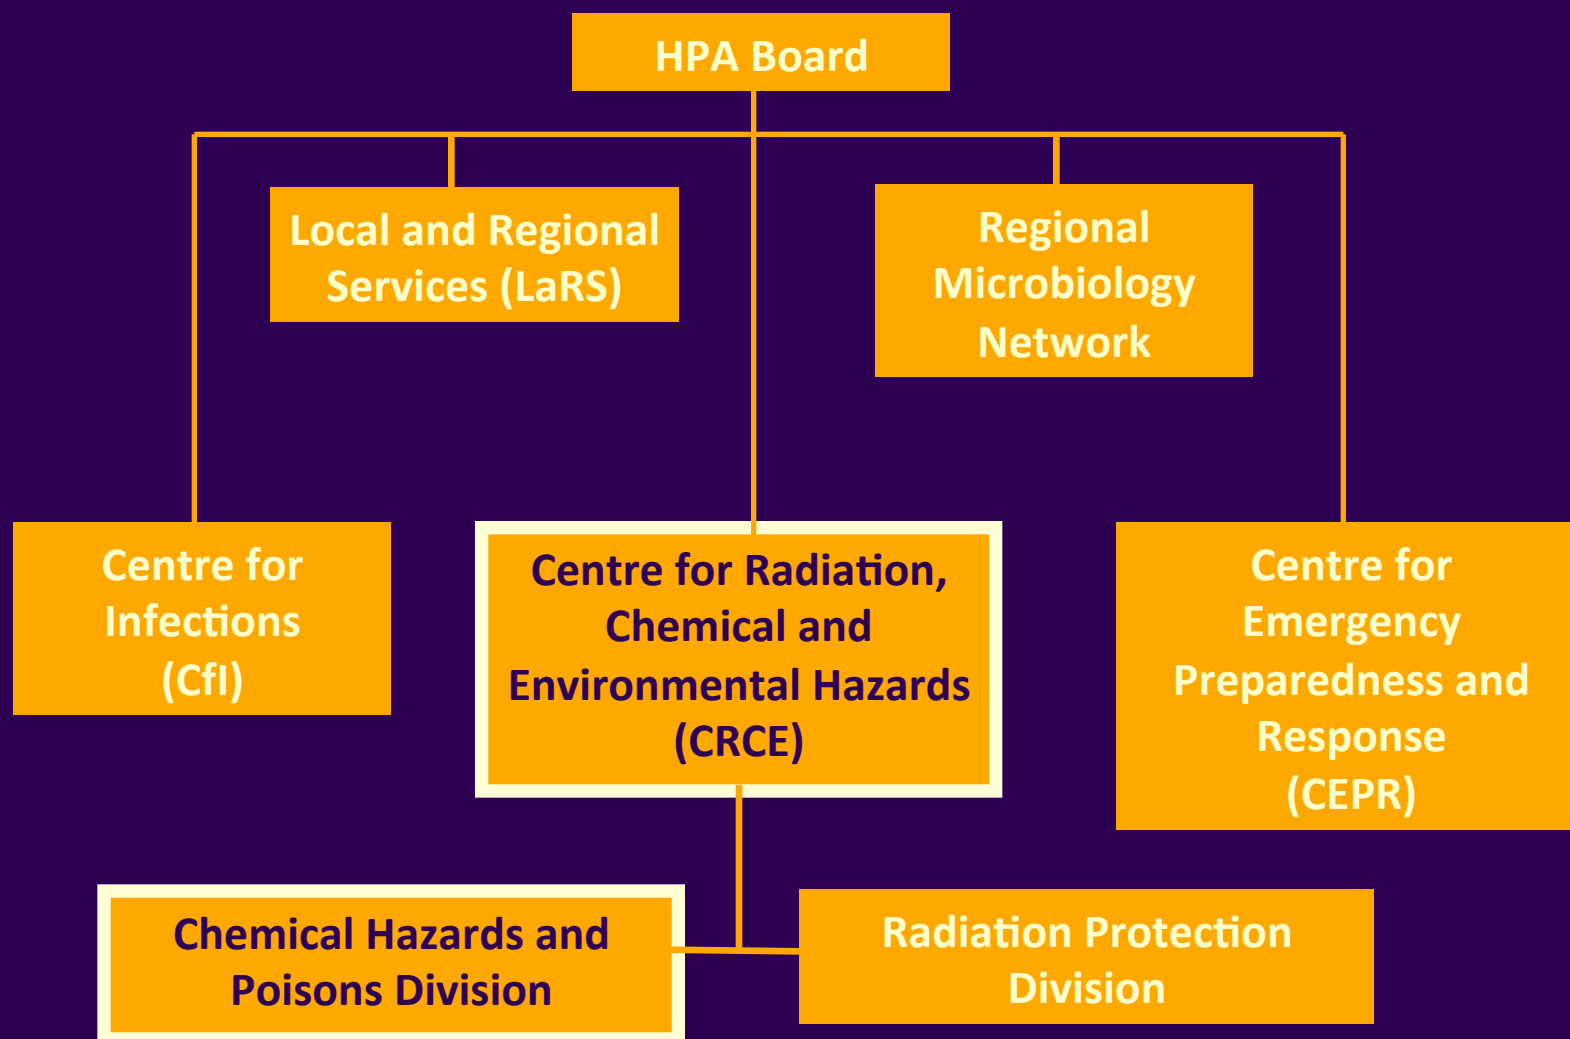 HPA Board
Local and Regional
Services (LaRS)
Regional
Microbiology
Network
Centre for
Infections
(CfI)
Centre for Radiation,
Chemical and
Environmental Hazards
(CRCE)
Centre for
Emergency
Preparedness and
Response
(CEPR)
Chemical Hazards and
Poisons Division
Radiation Protection
Division